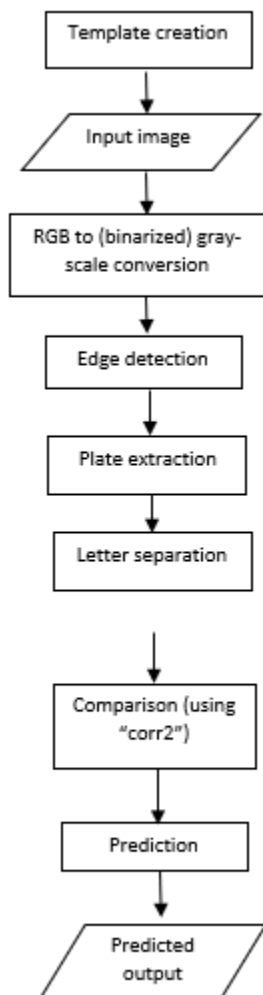 Template creation
Input image
RGB to (binarized) gray-
scale conversion
Edge detection
Plate extraction
Letter separation
Comparison (using
“corr2”)
Prediction
Predicted
output